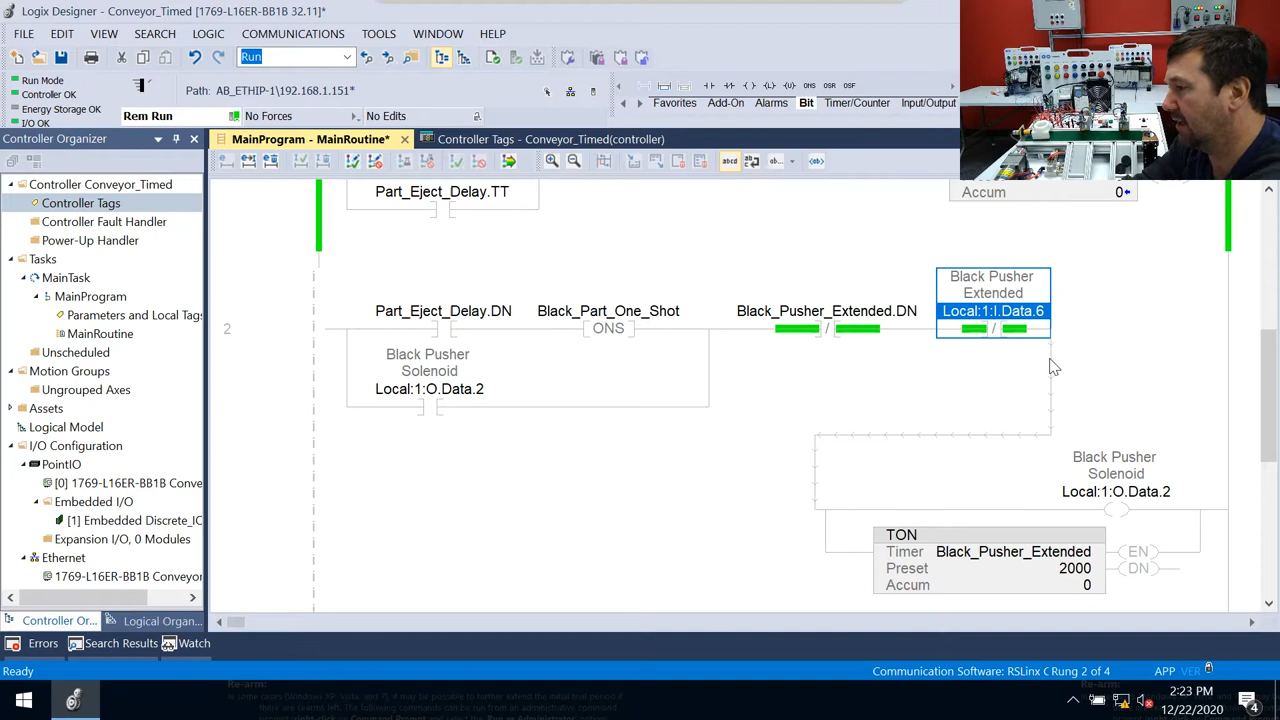 Logix Designer - Conveyor_Timed [1769-L16ER-BB1B 32.11]*
FILE EDIT VIEW SEARCH LOGIC COMMUNICATIONS TOOLS WINDOW HELP
Run
Run Mode
Controller OK
Energy Storage OK
I/O OK
Path: AB_ETHIP-1\192.168.1.151*
Rem Run No Forces No Edits
Favorites Add-On Alarms Bit Timer/Counter Input/Output
Controller Organizer
MainProgram - MainRoutine* Controller Tags - Conveyor_Timed(controller)
Controller Conveyor_Timed
Controller Tags
Controller Fault Handler
Power-Up Handler
Tasks
MainTask
MainProgram
Parameters and Local Tags
MainRoutine
Unscheduled
Motion Groups
Ungrouped Axes
Assets
Logical Model
I/O Configuration
PointIO
[0] 1769-L16ER-BB1B Conve
Embedded I/O
[1] Embedded Discrete_IC
Expansion I/O, 0 Modules
Ethernet
1769-L16ER-BB1B Conveyor
Controller Or... Logical Organ...
Part_Eject_Delay.TT
Accum 0
2
Part_Eject_Delay.DN
Black_Part_One_Shot
ONS
Black_Pusher_Extended.DN
Black Pusher
Extended
Local:1:I.Data.6
Black Pusher
Solenoid
Local:1:O.Data.2
Black Pusher
Solenoid
Local:1:O.Data.2
TON
Timer Black_Pusher_Extended
Preset 2000
Accum 0
EN
DN
Errors Search Results Watch
Ready
Communication Software: RSLinx C Rung 2 of 4 APP VER
Re-arm:
2:23 PM
12/22/2020
4